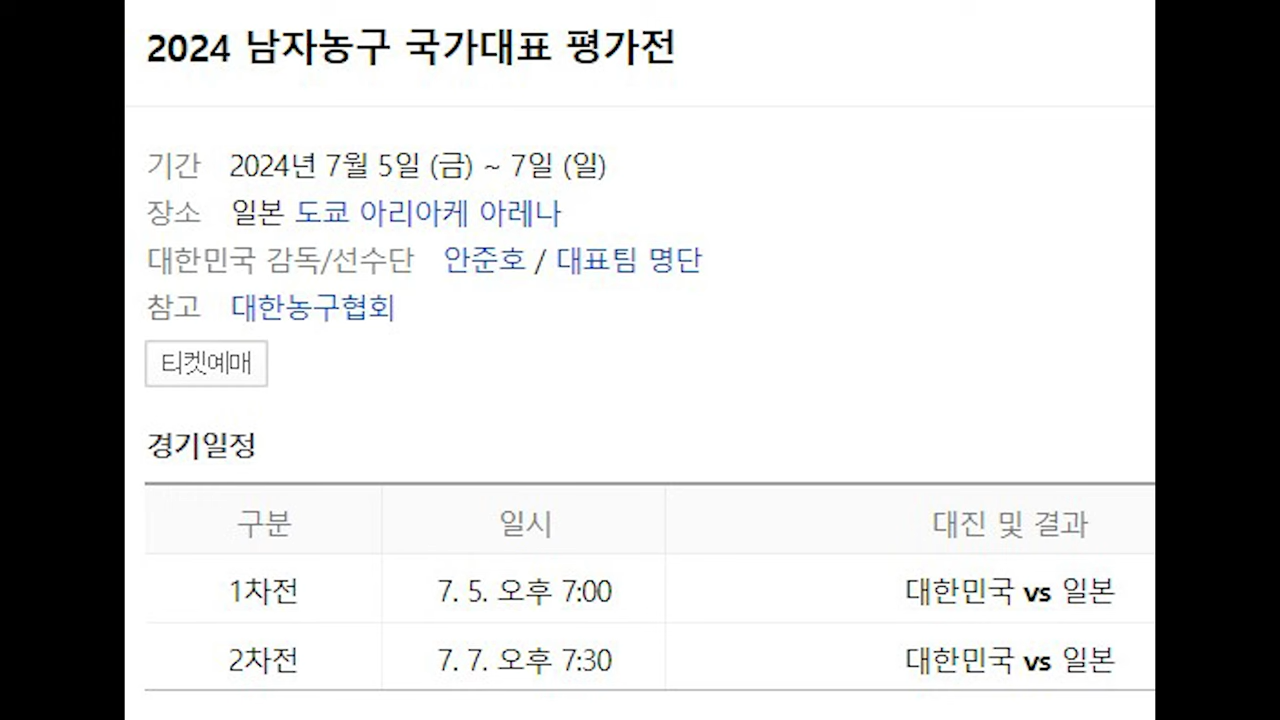 2024 남자농구 국가대표 평가전
기간 2024년 7월 5일 (금) ~ 7일 (일)
장소 일본 도쿄 아리아케 아레나
대한민국 감독/선수단 안준호 / 대표팀 명단
참고 대한농구협회
티켓예매
경기일정
구분 일시 대진 및 결과
1차전 7. 5. 오후 7:00 대한민국 vs 일본
2차전 7. 7. 오후 7:30 대한민국 vs 일본